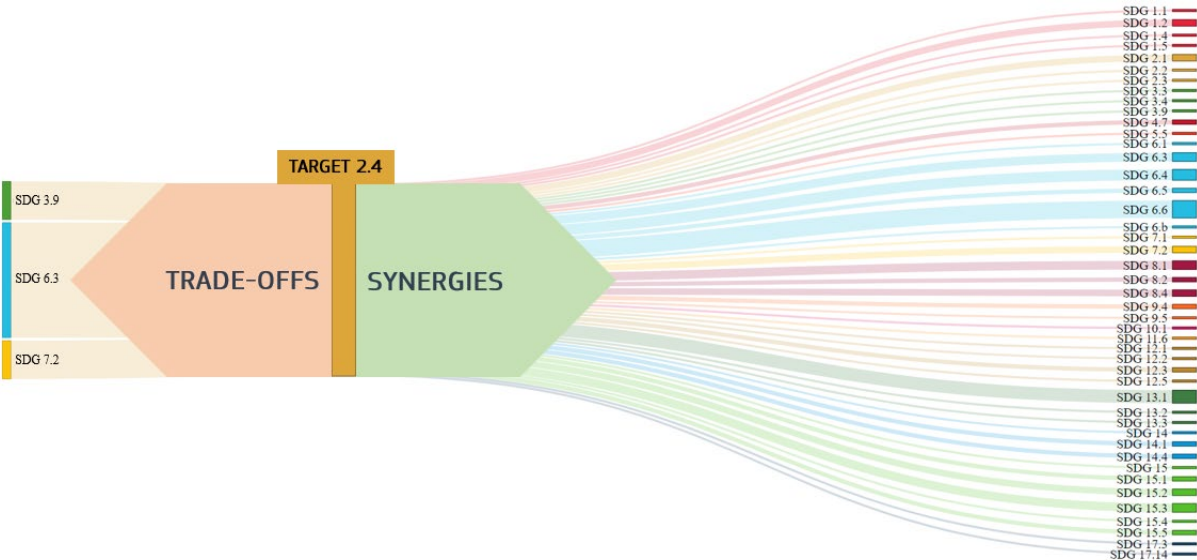 TARGET 2.4
TRADE-OFFS
SYNERGIES
SDG 3.9
SDG 6.3
SDG 7.2
SDG 1.1
SDG 1.2
SDG 1.4
SDG 1.5
SDG 2.1
SDG 2.2
SDG 2.3
SDG 3.3
SDG 3.4
SDG 3.9
SDG 4.7
SDG 5.5
SDG 6.1
SDG 6.3
SDG 6.4
SDG 6.5
SDG 6.6
SDG 6.b
SDG 7.1
SDG 7.2
SDG 8.1
SDG 8.2
SDG 8.4
SDG 9.4
SDG 9.5
SDG 10.1
SDG 11.6
SDG 12.1
SDG 12.2
SDG 12.3
SDG 12.5
SDG 13.1
SDG 13.2
SDG 13.3
SDG 14
SDG 14.1
SDG 14.4
SDG 15
SDG 15.1
SDG 15.2
SDG 15.3
SDG 15.4
SDG 15.5
SDG 17.3
SDG 17.14